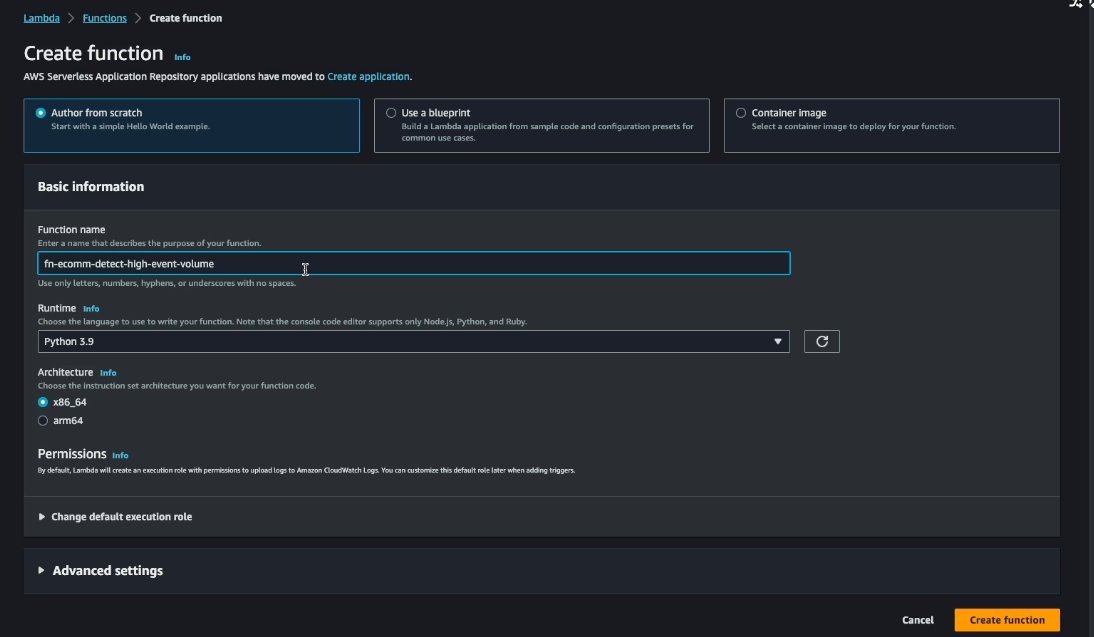 Lambda > Functions > Create function
Create function Info
AWS Serverless Application Repository applications have moved to Create application.
Author from scratch
Start with a simple Hello World example.
Use a blueprint
Build a Lambda application from sample code and configuration presets for
common use cases.
Container image
Select a container image to deploy for your function.
Basic information
Function name
Enter a name that describes the purpose of your function.
fn-ecomm-detect-high-event-volume
Use only letters, numbers, hyphens, or underscores with no spaces.
Runtime Info
Choose the language to use to write your function. Note that the console code editor supports only Node.js, Python, and Ruby.
Python 3.9
Architecture Info
Choose the instruction set architecture you want for your function code.
x86_64
arm64
Permissions Info
By default, Lambda will create an execution role with permissions to upload logs to Amazon CloudWatch Logs. You can customize this default role later when adding triggers.
Change default execution role
Advanced settings
Cancel Create function